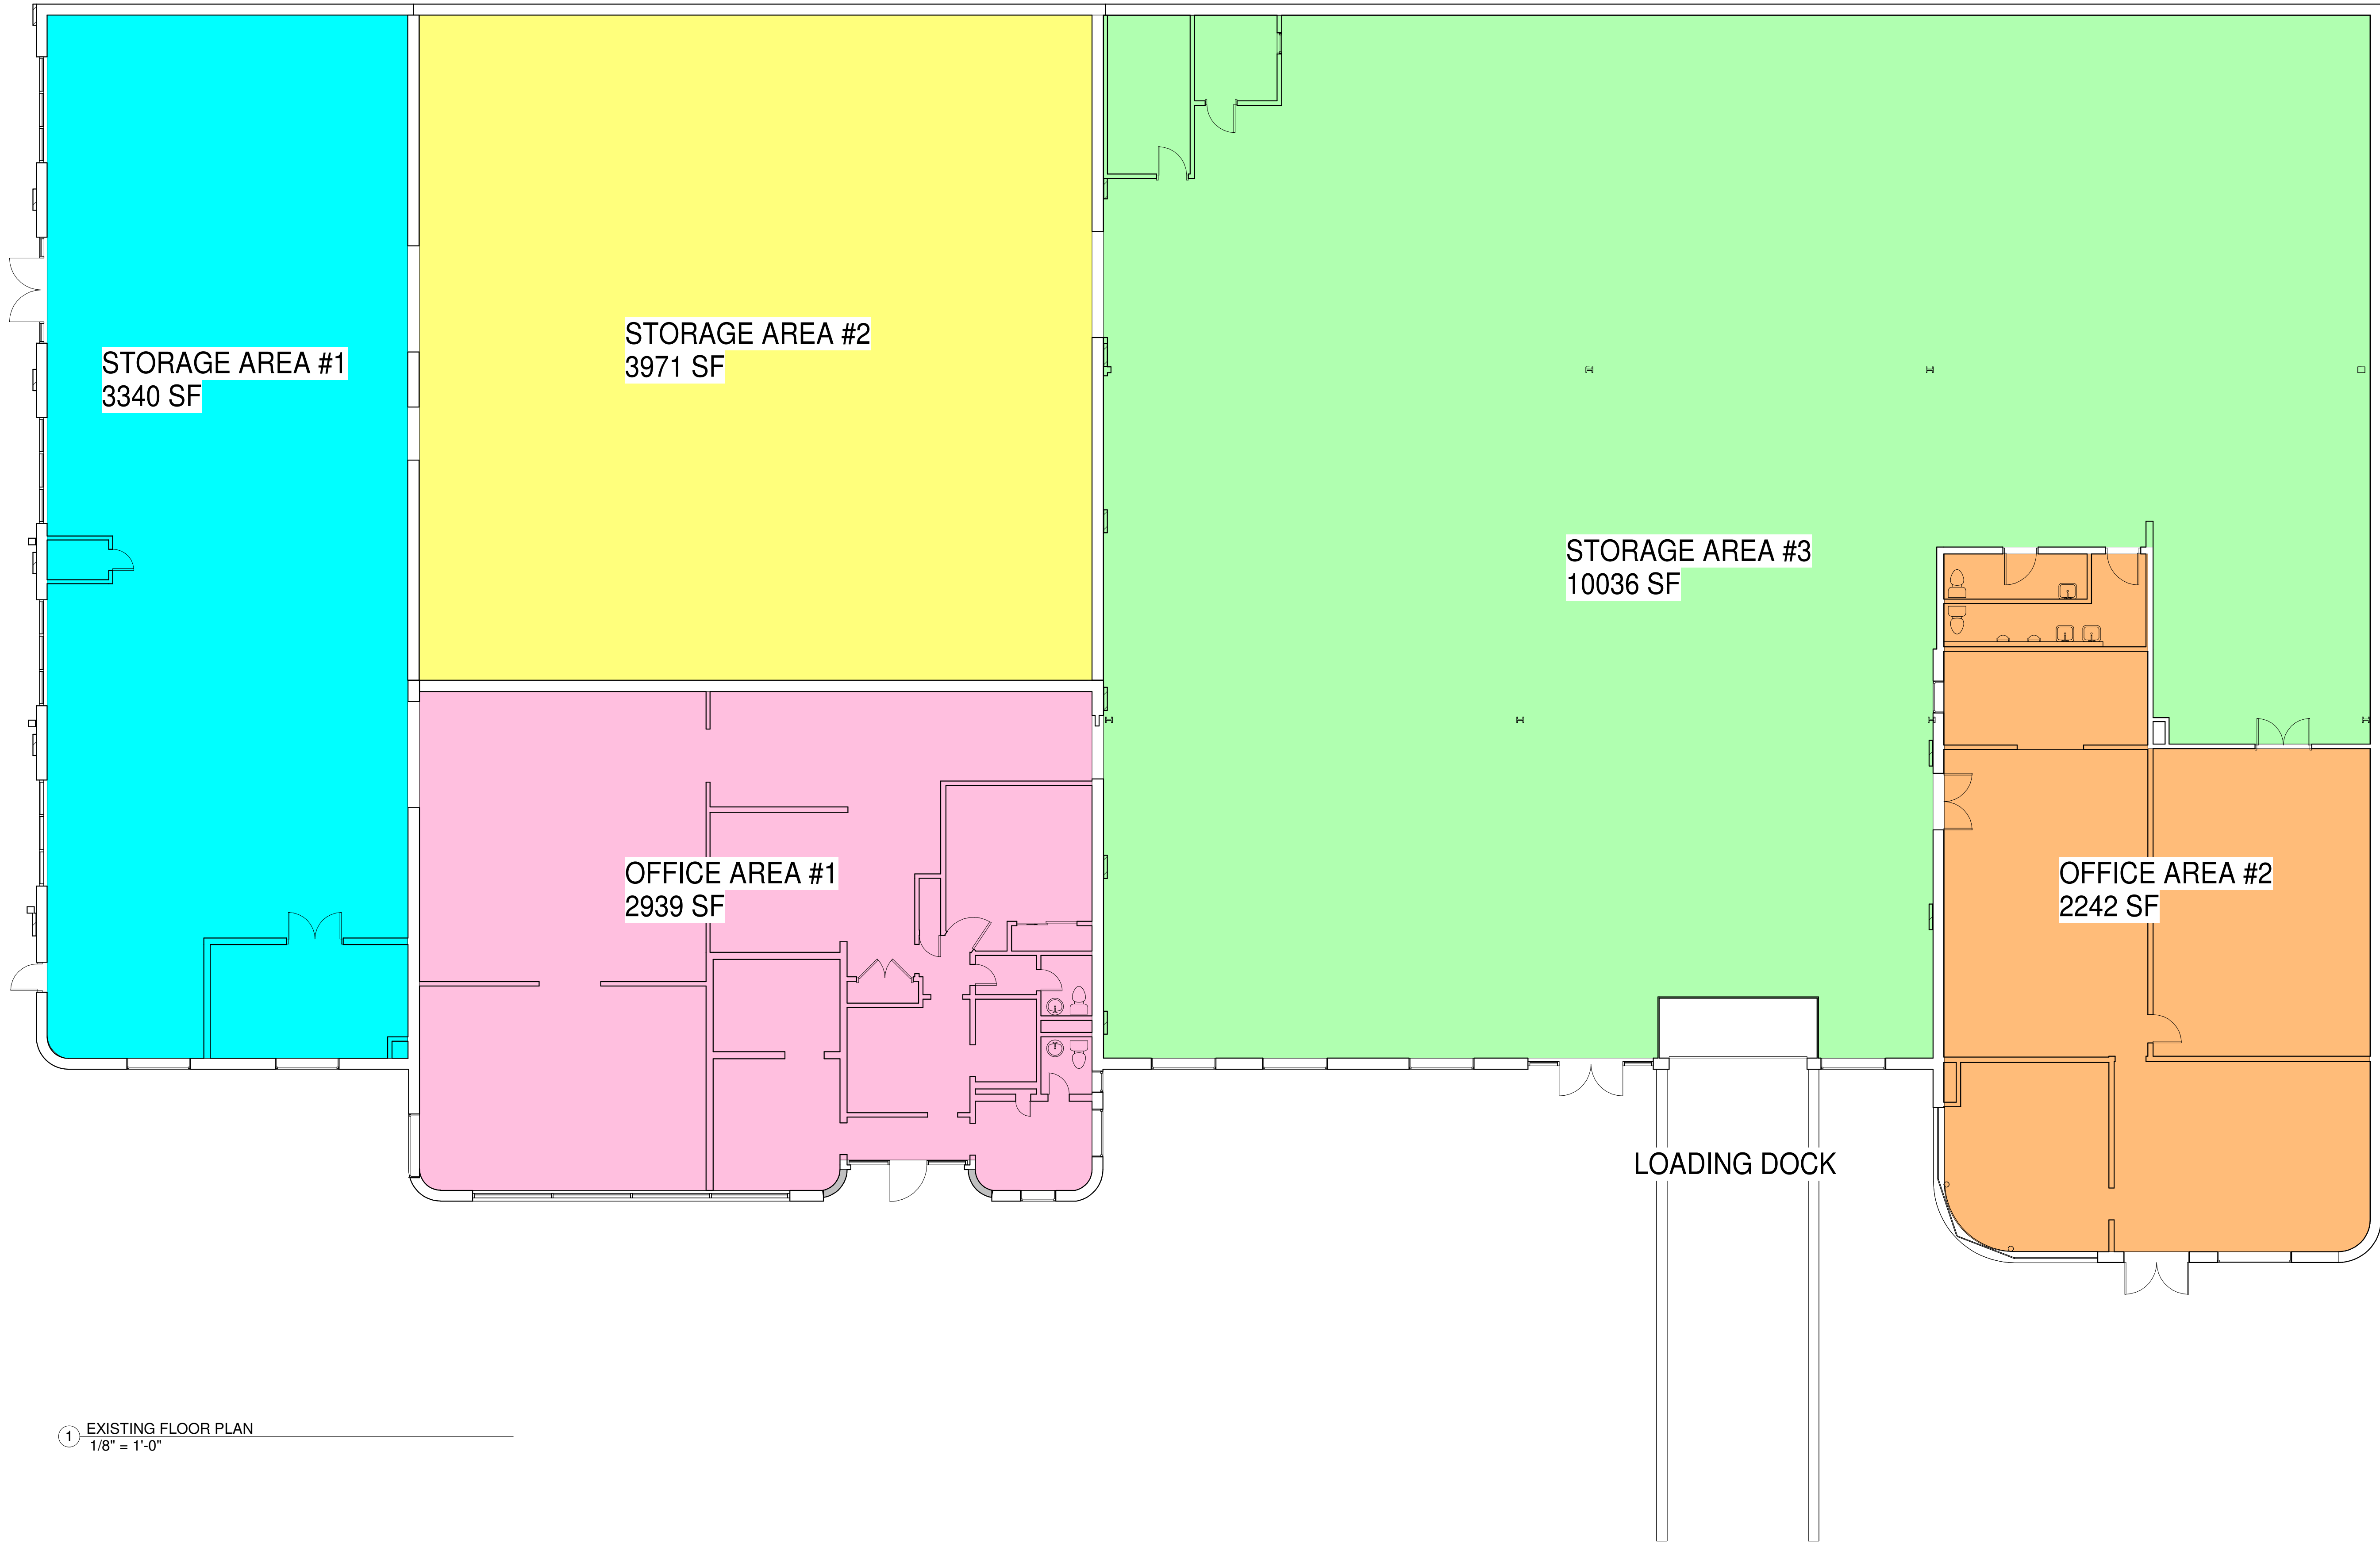 STORAGE AREA #1
3340 SF
STORAGE AREA #2
3971 SF
STORAGE AREA #3
10036 SF
OFFICE AREA #1
2939 SF
OFFICE AREA #2
2242 SF
LOADING DOCK
1
EXISTING FLOOR PLAN
1/8" = 1'-0"